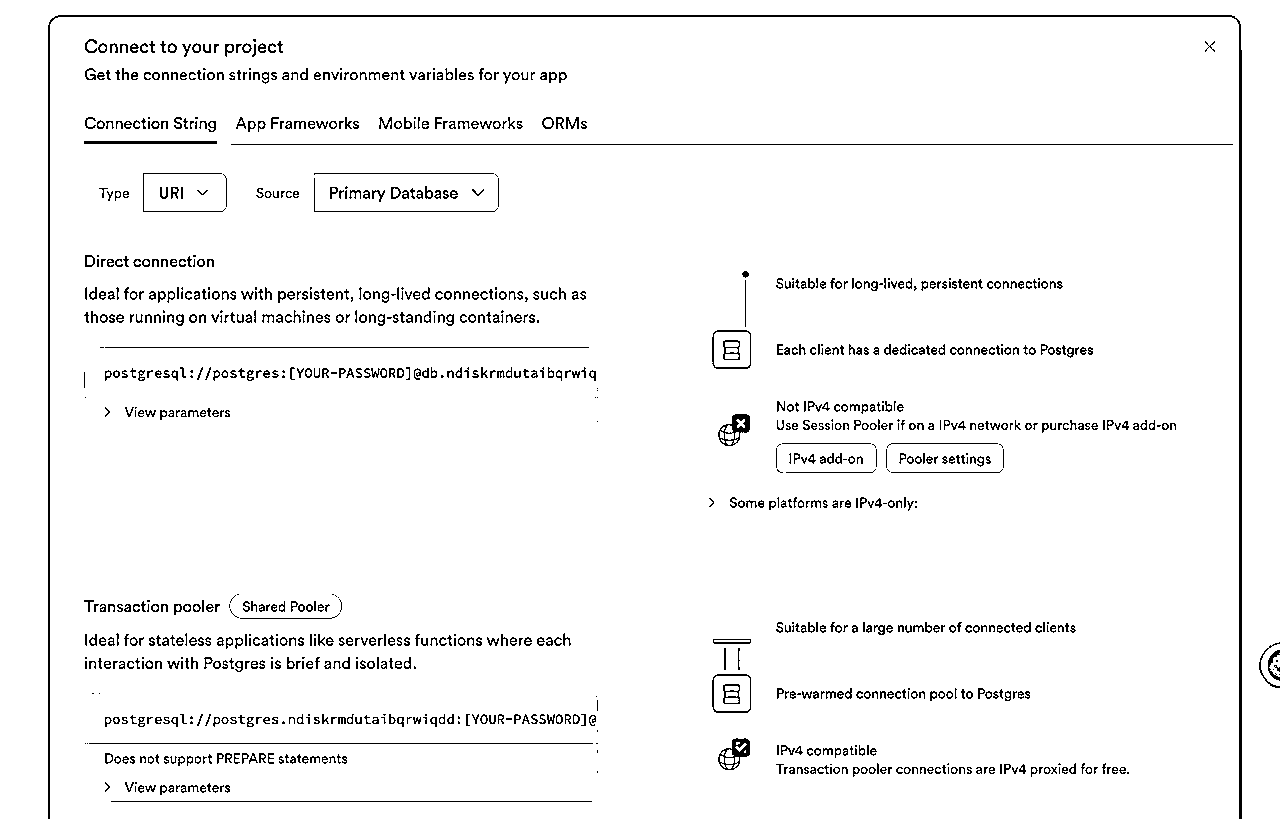 Connect to your project
Get the connection strings and environment variables for your app
Connection String App Frameworks Mobile Frameworks ORMs
Type URI Source Primary Database
Direct connection
Ideal for applications with persistent, long-lived connections, such as
those running on virtual machines or long-standing containers.
postgresql://postgres:[YOUR-PASSWORD]@db.ndiskrmdutaibqrwiq
View parameters
Suitable for long-lived, persistent connections
Each client has a dedicated connection to Postgres
Not IPv4 compatible
Use Session Pooler if on a IPv4 network or purchase IPv4 add-on
IPv4 add-on Pooler settings
Some platforms are IPv4-only:
Transaction pooler Shared Pooler
Ideal for stateless applications like serverless functions where each
interaction with Postgres is brief and isolated.
postgresql://postgres.ndiskrmdutaibqrwiqdd:[YOUR-PASSWORD]@
Does not support PREPARE statements
View parameters
Suitable for a large number of connected clients
Pre-warmed connection pool to Postgres
IPv4 compatible
Transaction pooler connections are IPv4 proxied for free.